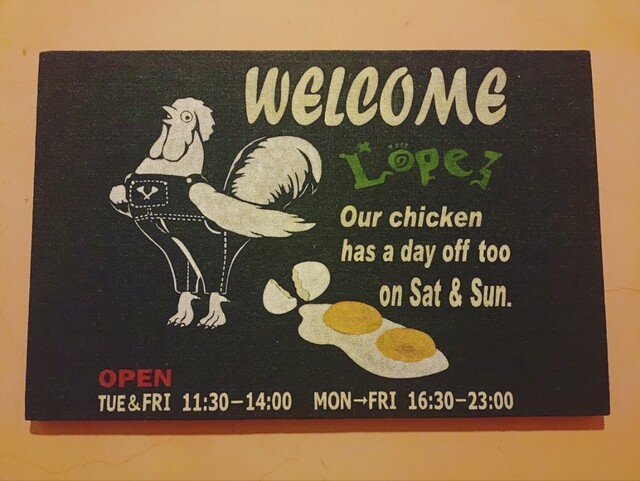 WELCOME
Lopez
Our chicken
has a day off too
on Sat & Sun.
OPEN
TUE&FRI 11:30-14:00 MON→FRI 16:30-23:00